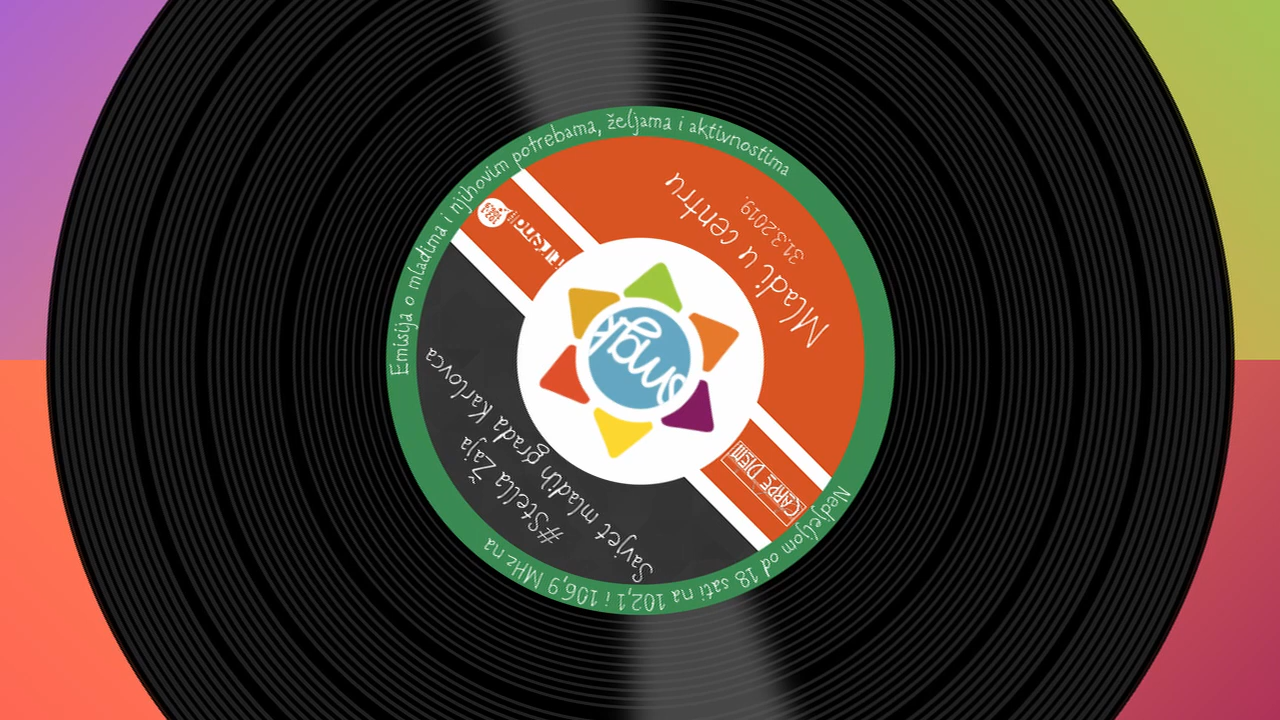 Emisija o mladima i njihovim potrebama, željama i aktivnostima
Mladi u centru
31.3.2019.
CARPE DIEM
smgk
Savjet mladih grada Karlovca
#Stella Žaja
Nedjeljom od 18 sati na 102,1 i 106,9 MHz na